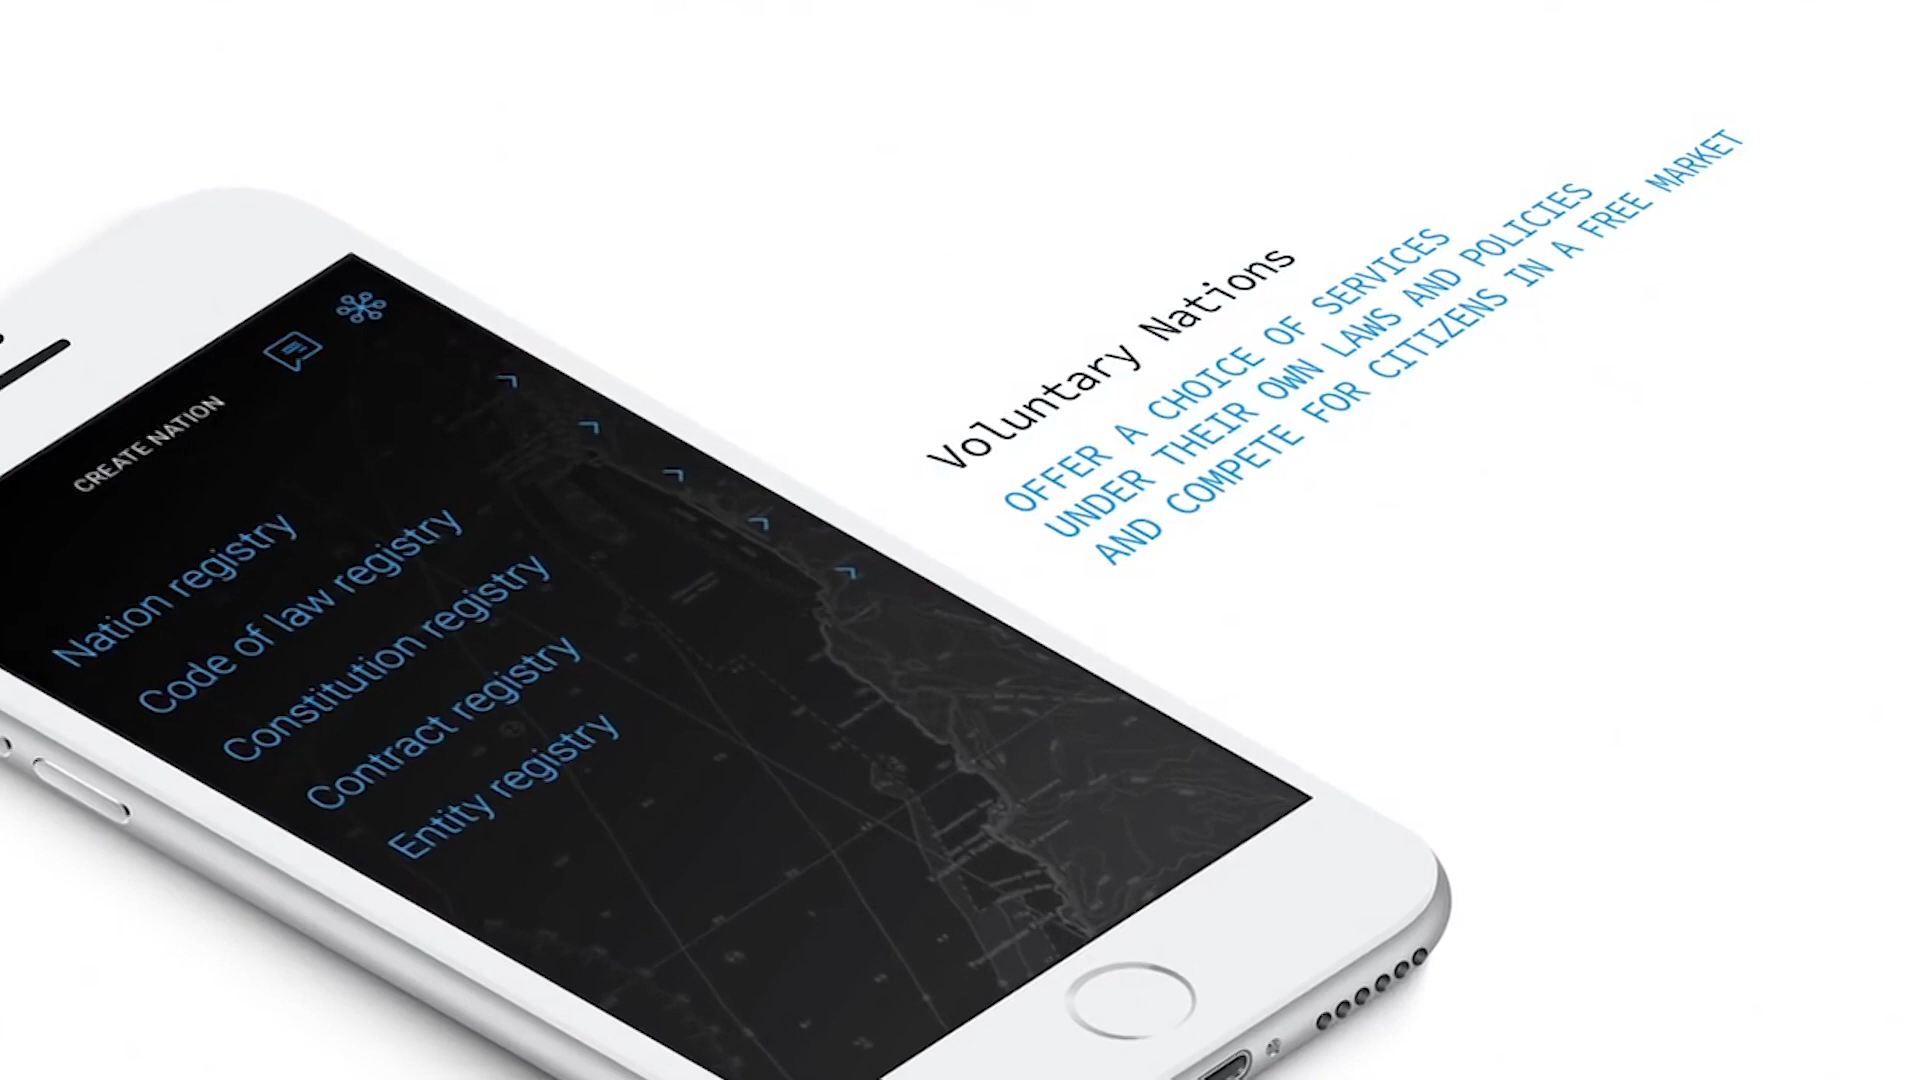 CREATE NATION
Nation registry
Code of law registry
Constitution registry
Contract registry
Entity registry
Voluntary Nations
OFFER A CHOICE OF SERVICES
UNDER THEIR OWN LAWS AND POLICIES
AND COMPETE FOR CITIZENS IN A FREE MARKET